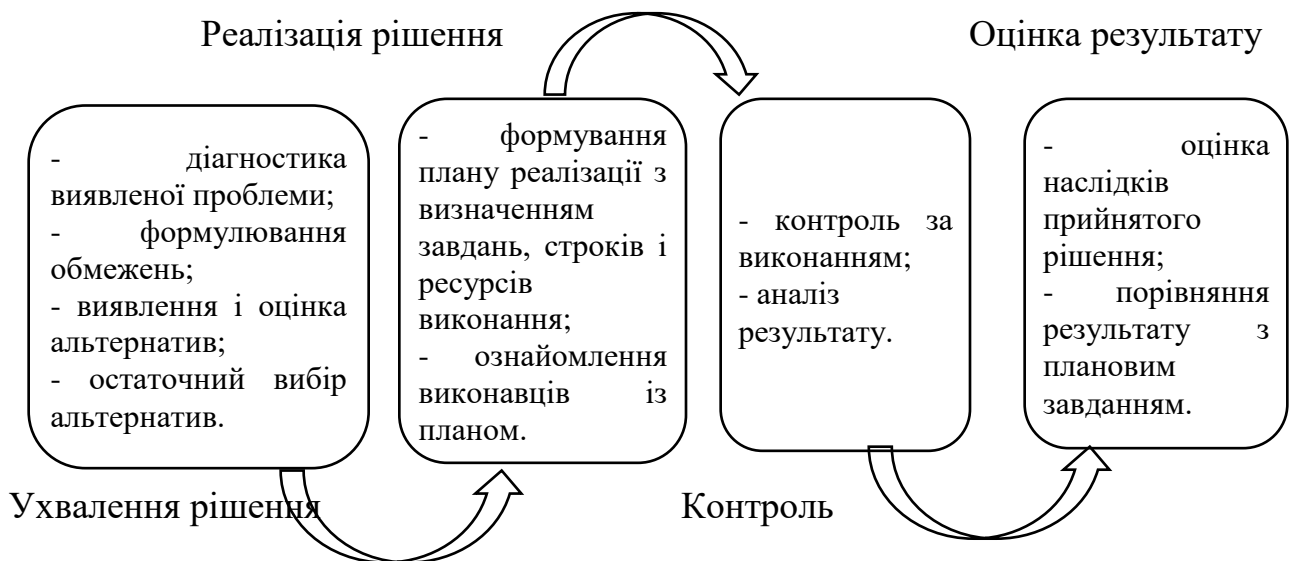 Реалізація рішення
Оцінка результату
- діагностика
виявленої проблеми;
- формулювання
обмежень;
- виявлення і оцінка
альтернатив;
- остаточний вибір
альтернатив.
- формування
плану реалізації з
визначенням
завдань, строків і
ресурсів
виконання;
- ознайомлення
виконавців із
планом.
- контроль за
виконанням;
- аналіз
результату.
- оцінка
наслідків
прийнятого
рішення;
- порівняння
результату з
плановим
завданням.
Ухвалення рішення
Контроль